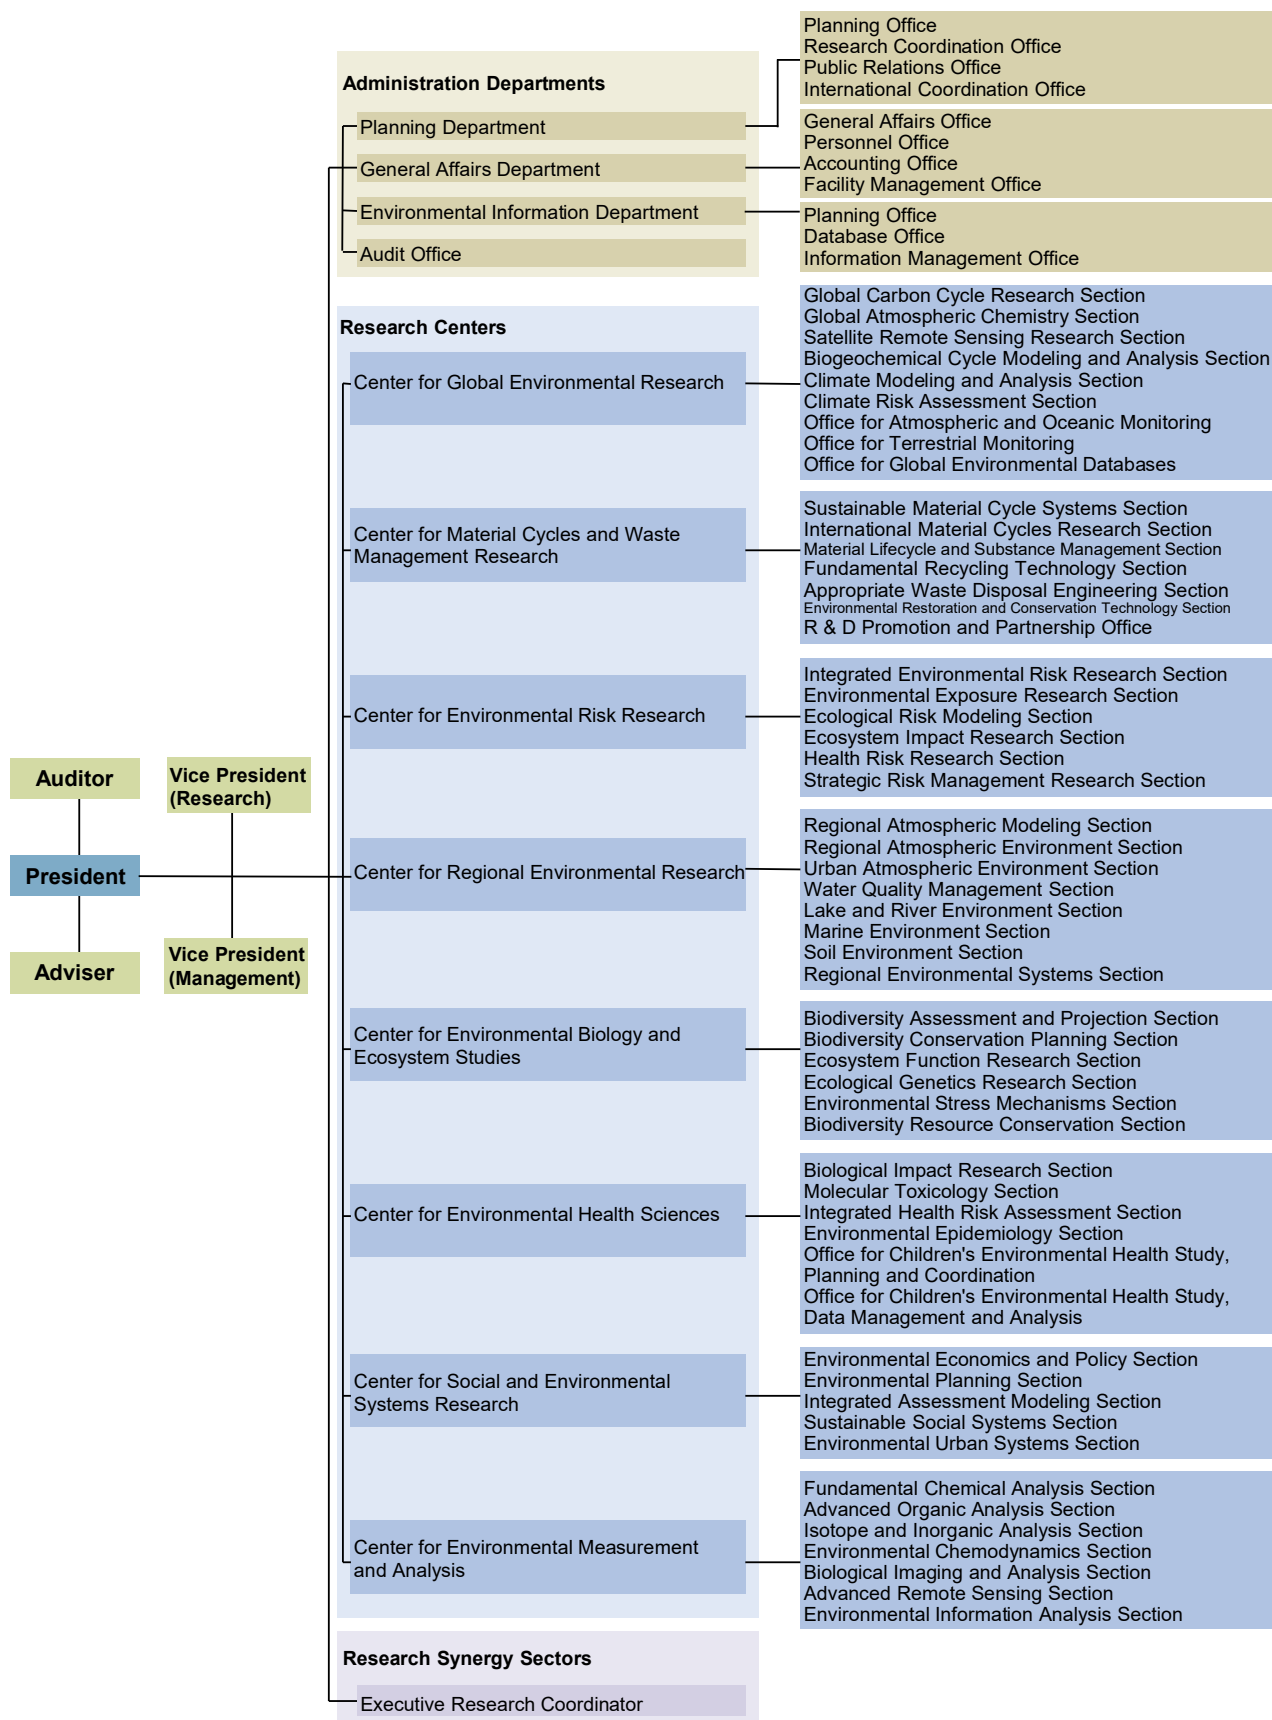 Auditor
President
Adviser
Vice President
(Research)
Vice President
(Management)
Administration Departments
Planning Department
General Affairs Department
Environmental Information Department
Audit Office
Planning Office
Research Coordination Office
Public Relations Office
International Coordination Office
General Affairs Office
Personnel Office
Accounting Office
Facility Management Office
Planning Office
Database Office
Information Management Office
Research Centers
Center for Global Environmental Research
Global Carbon Cycle Research Section
Global Atmospheric Chemistry Section
Satellite Remote Sensing Research Section
Biogeochemical Cycle Modeling and Analysis Section
Climate Modeling and Analysis Section
Climate Risk Assessment Section
Office for Atmospheric and Oceanic Monitoring
Office for Terrestrial Monitoring
Office for Global Environmental Databases
Center for Material Cycles and Waste
Management Research
Sustainable Material Cycle Systems Section
International Material Cycles Research Section
Material Lifecycle and Substance Management Section
Fundamental Recycling Technology Section
Appropriate Waste Disposal Engineering Section
Environmental Restoration and Conservation Technology Section
R & D Promotion and Partnership Office
Center for Environmental Risk Research
Integrated Environmental Risk Research Section
Environmental Exposure Research Section
Ecological Risk Modeling Section
Ecosystem Impact Research Section
Health Risk Research Section
Strategic Risk Management Research Section
Center for Regional Environmental Research
Regional Atmospheric Modeling Section
Regional Atmospheric Environment Section
Urban Atmospheric Environment Section
Water Quality Management Section
Lake and River Environment Section
Marine Environment Section
Soil Environment Section
Regional Environmental Systems Section
Center for Environmental Biology and
Ecosystem Studies
Biodiversity Assessment and Projection Section
Biodiversity Conservation Planning Section
Ecosystem Function Research Section
Ecological Genetics Research Section
Environmental Stress Mechanisms Section
Biodiversity Resource Conservation Section
Center for Environmental Health Sciences
Biological Impact Research Section
Molecular Toxicology Section
Integrated Health Risk Assessment Section
Environmental Epidemiology Section
Office for Children's Environmental Health Study,
Planning and Coordination
Office for Children's Environmental Health Study,
Data Management and Analysis
Center for Social and Environmental
Systems Research
Environmental Economics and Policy Section
Environmental Planning Section
Integrated Assessment Modeling Section
Sustainable Social Systems Section
Environmental Urban Systems Section
Center for Environmental Measurement
and Analysis
Fundamental Chemical Analysis Section
Advanced Organic Analysis Section
Isotope and Inorganic Analysis Section
Environmental Chemodynamics Section
Biological Imaging and Analysis Section
Advanced Remote Sensing Section
Environmental Information Analysis Section
Research Synergy Sectors
Executive Research Coordinator